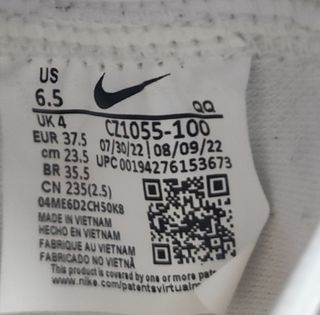 US
6.5
QQ
UK 4
CZ1055-100
EUR 37.5
07/30/22 | 08/09/22
cm 23.5
UPC 00194276153673
BR 35.5
CN 235(2.5)
04ME6D2CH50K8
MADE IN VIETNAM
HECHO EN VIETNAM
FABRIQUE AU VIETNAM
FABRICADO NO VIETNÃ
This product is covered by one or more pat
www.nike.com/patentsvirtualm